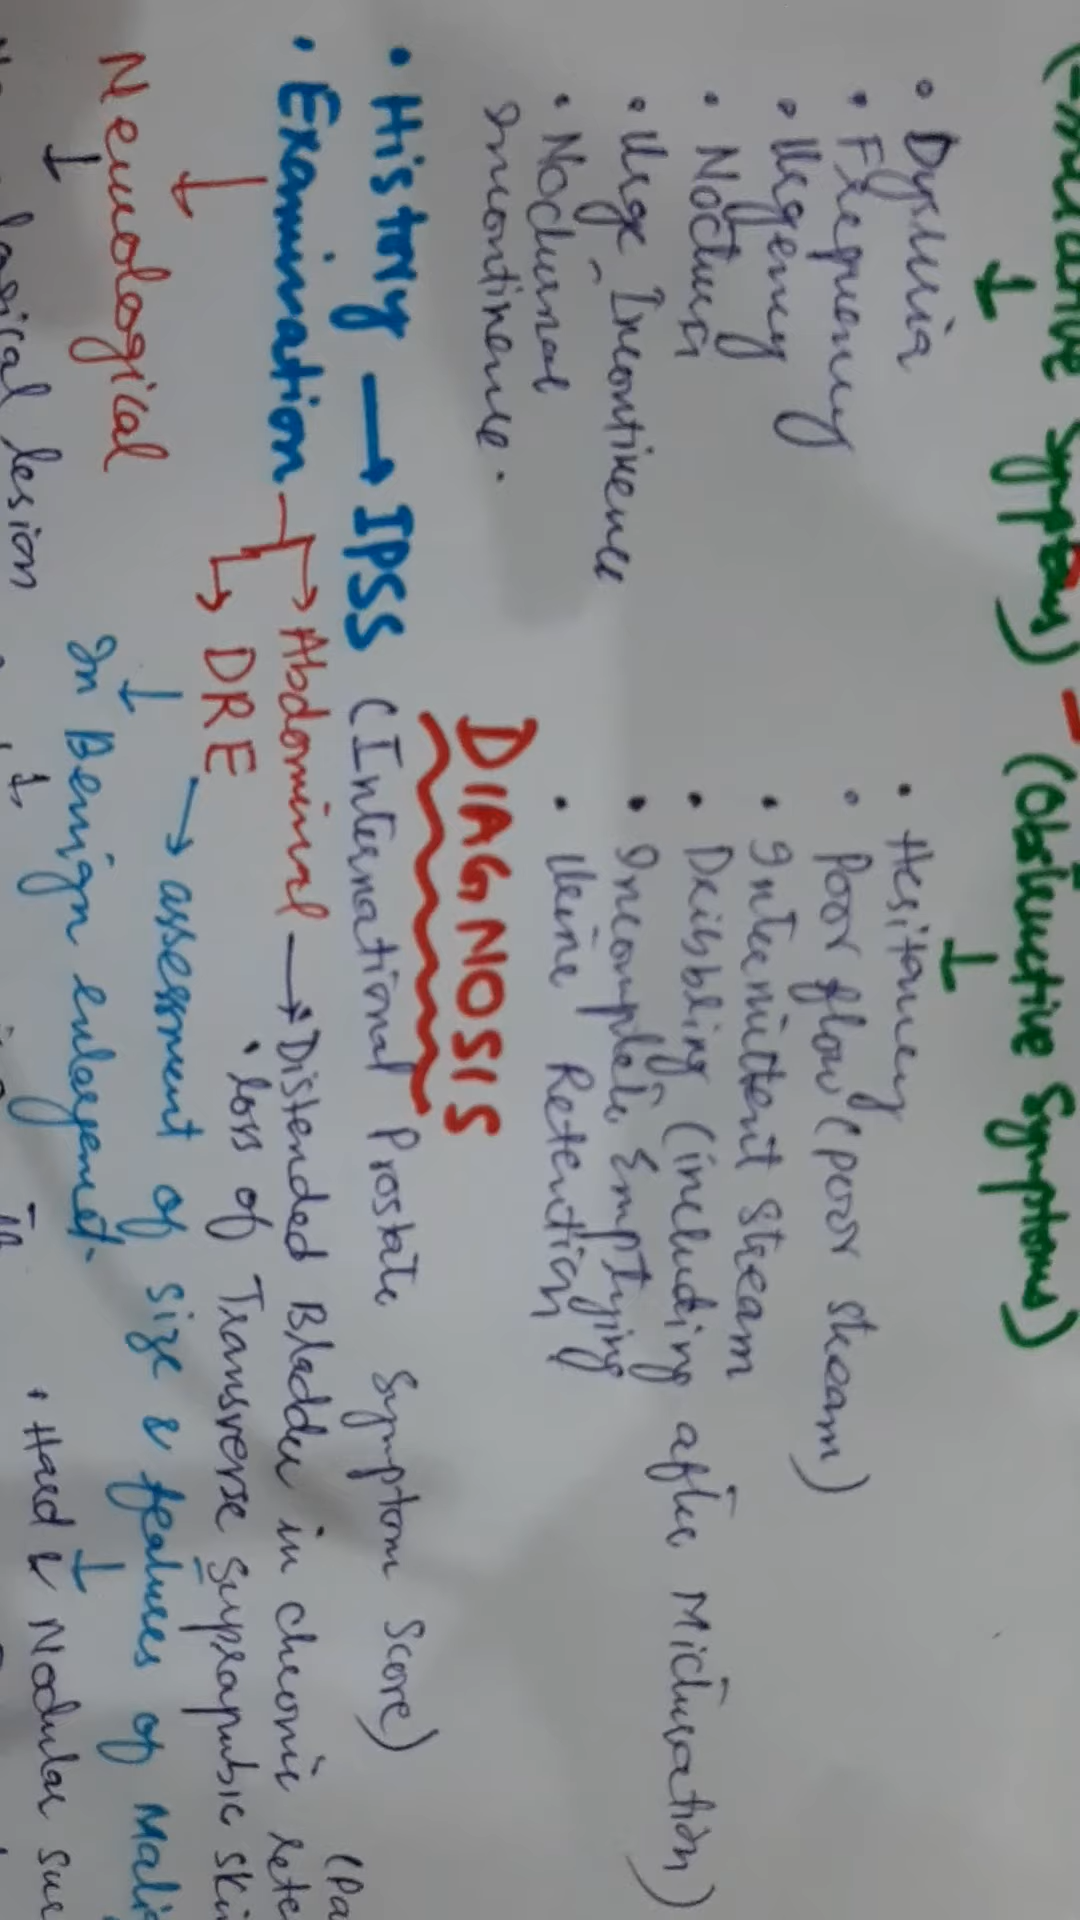 Symptoms) (Obstructive Symptoms)
↓ ↓
• Dysuria
• Frequency
• Urgency
• Nocturia
• Urge Incontinence
• Nocturnal
Incontinence.
• Hesitancy
• Poor flow (poor stream)
• Intermittent stream
• Dribbling (including after Micturation)
• Incomplete Emptying
• Urine Retention
DIAGNOSIS
• History → IPSS (International Prostate Symptom Score)
• Examination → Abdominal → Distended Bladder in chronic
• loss of Transverse Suprapubic
→ DRE → assessment of size & features of
↓ In Benign enlargement.
↓
• Hard & Nodular
↓
Neurological
↓
lesion